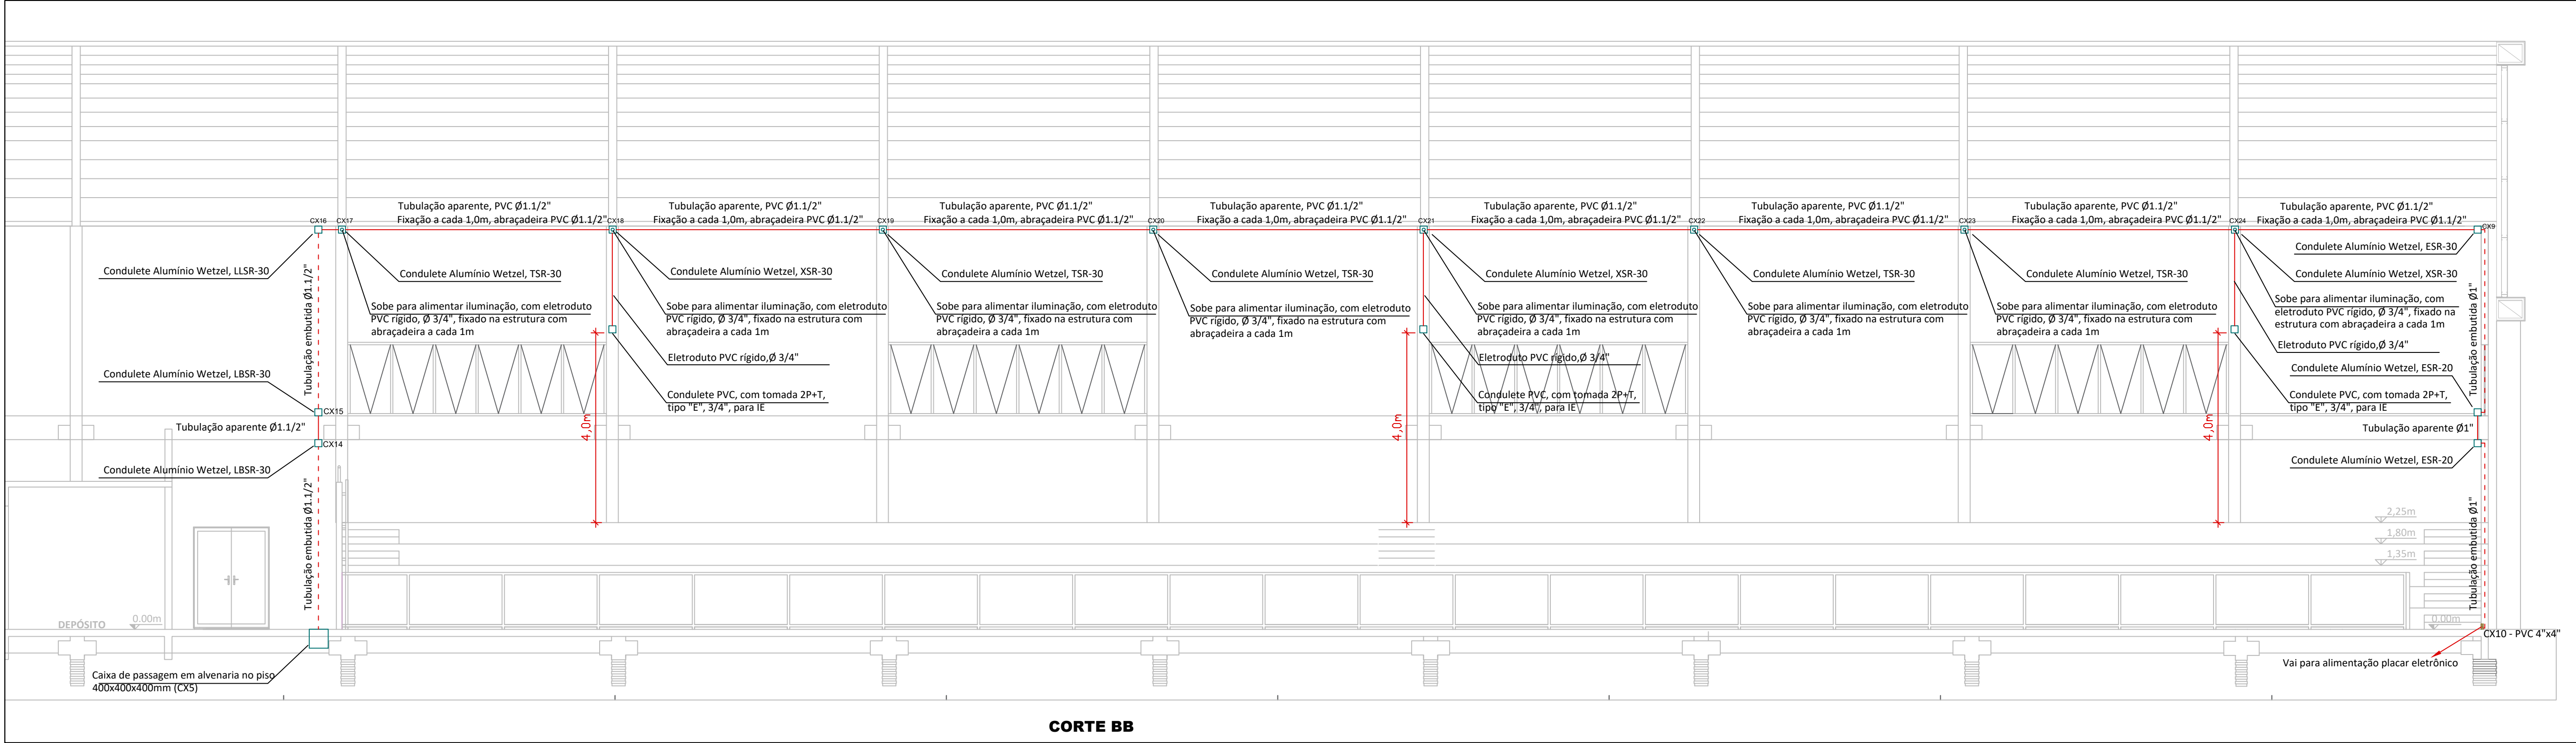 Tubulação aparente, PVC Ø1.1/2"
Fixação a cada 1,0m, abraçadeira PVC Ø1.1/2"
Tubulação aparente, PVC Ø1.1/2"
Fixação a cada 1,0m, abraçadeira PVC Ø1.1/2"
Tubulação aparente, PVC Ø1.1/2"
Fixação a cada 1,0m, abraçadeira PVC Ø1.1/2"
Tubulação aparente, PVC Ø1.1/2"
Fixação a cada 1,0m, abraçadeira PVC Ø1.1/2"
Tubulação aparente, PVC Ø1.1/2"
Fixação a cada 1,0m, abraçadeira PVC Ø1.1/2"
Tubulação aparente, PVC Ø1.1/2"
Fixação a cada 1,0m, abraçadeira PVC Ø1.1/2"
Tubulação aparente, PVC Ø1.1/2"
Fixação a cada 1,0m, abraçadeira PVC Ø1.1/2"
Tubulação aparente, PVC Ø1.1/2"
Fixação a cada 1,0m, abraçadeira PVC Ø1.1/2"
CX16
CX17
CX18
CX19
CX20
CX21
CX22
CX23
CX24
CX9
Condulete Alumínio Wetzel, LLSR-30
Condulete Alumínio Wetzel, TSR-30
Condulete Alumínio Wetzel, XSR-30
Condulete Alumínio Wetzel, TSR-30
Condulete Alumínio Wetzel, TSR-30
Condulete Alumínio Wetzel, XSR-30
Condulete Alumínio Wetzel, TSR-30
Condulete Alumínio Wetzel, TSR-30
Condulete Alumínio Wetzel, ESR-30
Condulete Alumínio Wetzel, XSR-30
Tubulação embutida Ø1.1/2"
Sobe para alimentar iluminação, com eletroduto
PVC rígido, Ø 3/4", fixado na estrutura com
abraçadeira a cada 1m
Sobe para alimentar iluminação, com eletroduto
PVC rígido, Ø 3/4", fixado na estrutura com
abraçadeira a cada 1m
Sobe para alimentar iluminação, com eletroduto
PVC rígido, Ø 3/4", fixado na estrutura com
abraçadeira a cada 1m
Sobe para alimentar iluminação, com eletroduto
PVC rígido, Ø 3/4", fixado na estrutura com
abraçadeira a cada 1m
Sobe para alimentar iluminação, com eletroduto
PVC rígido, Ø 3/4", fixado na estrutura com
abraçadeira a cada 1m
Sobe para alimentar iluminação, com eletroduto
PVC rígido, Ø 3/4", fixado na estrutura com
abraçadeira a cada 1m
Sobe para alimentar iluminação, com eletroduto
PVC rígido, Ø 3/4", fixado na estrutura com
abraçadeira a cada 1m
Sobe para alimentar iluminação, com
eletroduto PVC rígido, Ø 3/4", fixado na
estrutura com abraçadeira a cada 1m
Tubulação embutida Ø1"
Eletroduto PVC rígido,Ø 3/4"
Eletroduto PVC rígido,Ø 3/4"
Eletroduto PVC rígido,Ø 3/4"
Condulete Alumínio Wetzel, LBSR-30
Condulete Alumínio Wetzel, ESR-20
Condulete PVC, com tomada 2P+T,
tipo "E", 3/4", para IE
Condulete PVC, com tomada 2P+T,
tipo "E", 3/4", para IE
Condulete PVC, com tomada 2P+T,
tipo "E", 3/4", para IE
CX15
Tubulação aparente Ø1.1/2"
4,0m
4,0m
4,0m
Tubulação aparente Ø1"
CX14
Condulete Alumínio Wetzel, LBSR-30
Condulete Alumínio Wetzel, ESR-20
Tubulação embutida Ø1.1/2"
Tubulação embutida Ø1"
2,25m
1,80m
1,35m
DEPÓSITO
0.00m
0.00m
CX10 - PVC 4"x4"
Vai para alimentação placar eletrônico
Caixa de passagem em alvenaria no piso
400x400x400mm (CX5)
CORTE BB